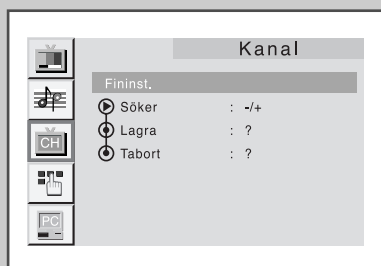 Kanal
Fininst.
Söker : -/+
Lagra : ?
CH
Tabort : ?
PC